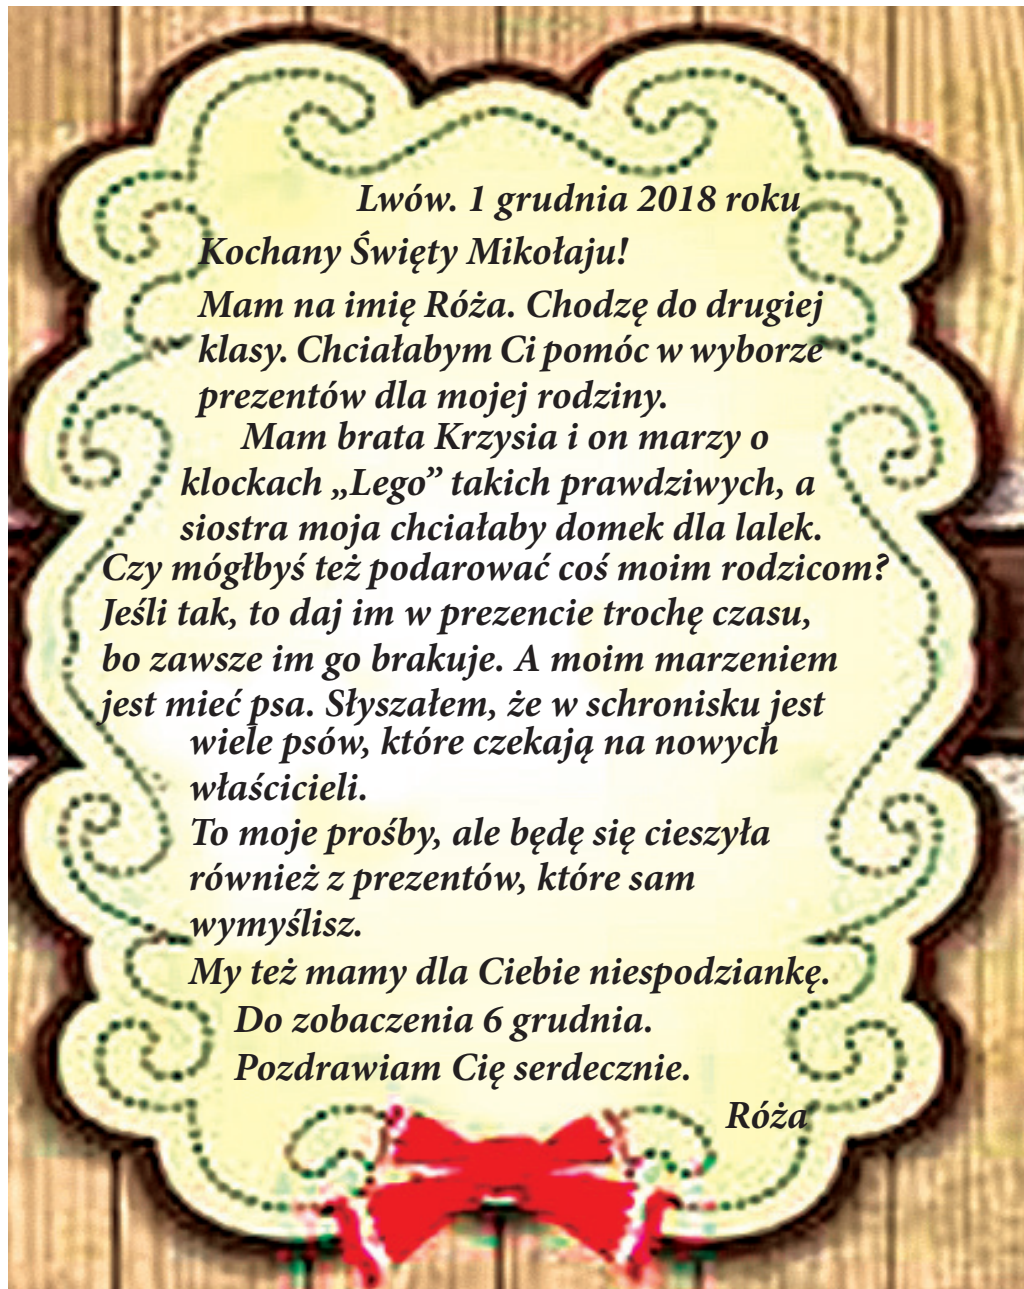 Lwów. 1 grudnia 2018 roku
Kochany Święty Mikołaju!
Mam na imię Róża. Chodzę do drugiej
klasy. Chciałabym Ci pomóc w wyborze
prezentów dla mojej rodziny.
Mam brata Krzysia i on marzy o
klockach „Lego” takich prawdziwych, a
siostra moja chciałaby domek dla lalek.
Czy mógłbyś też podarować coś moim rodzicom?
Jeśli tak, to daj im w prezencie trochę czasu,
bo zawsze im go brakuje. A moim marzeniem
jest mieć psa. Słyszałem, że w schronisku jest
wiele psów, które czekają na nowych
właścicieli.
To moje prośby, ale będę się cieszyła
również z prezentów, które sam
wymyślisz.
My też mamy dla Ciebie niespodziankę.
Do zobaczenia 6 grudnia.
Pozdrawiam Cię serdecznie.
Róża